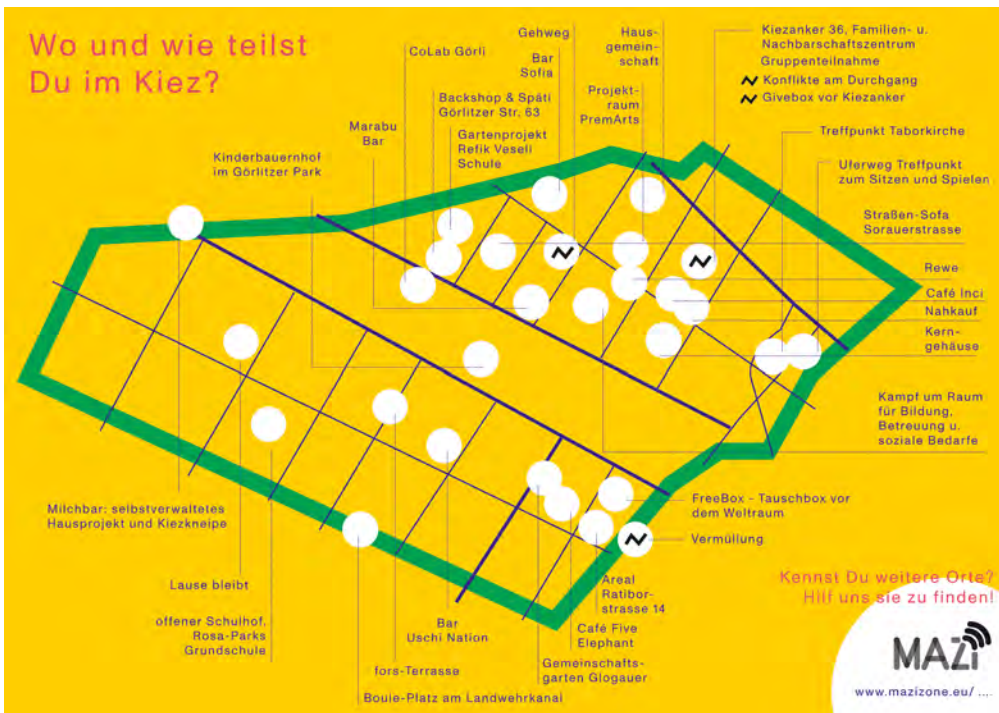 Wo und wie teilst
Du im Kiez?
CoLab Görli
Gehweg
Bar
Sofia
Haus-
gemein-
schaft
Kiezanker 36, Familien- u.
Nachbarschaftszentrum
Gruppenteilnahme
Konflikte am Durchgang
Givebox vor Kiezanker
Backshop & Späti
Görlitzer Str. 63
Projekt-
raum
PremArts
Marabu
Bar
Gartenprojekt
Refik Veseli
Schule
Treffpunkt Taborkirche
Kinderbauernhof
im Görlitzer Park
Uferweg Treffpunkt
zum Sitzen und Spielen
Straßen-Sofa
Sorauerstrasse
Rewe
Café Inci
Nahkauf
Kern-
gehäuse
Kampf um Raum
für Bildung,
Betreuung u.
soziale Bedarfe
Milchbar: selbstverwaltetes
Hausprojekt und Kiezkneipe
FreeBox - Tauschbox vor
dem Weltraum
Vermüllung
Lause bleibt
Areal
Ratibor-
strasse 14
offener Schulhof.
Rosa-Parks
Grundschule
Bar
Uschi Nation
Café Five
Elephant
fors-Terrasse
Gemeinschafts-
garten Glogauer
Bouie-Platz am Landwehrkanal
Kennst Du weitere Orte?
Hilf uns sie zu finden!
MAZi
www.mazizone.eu/ ....